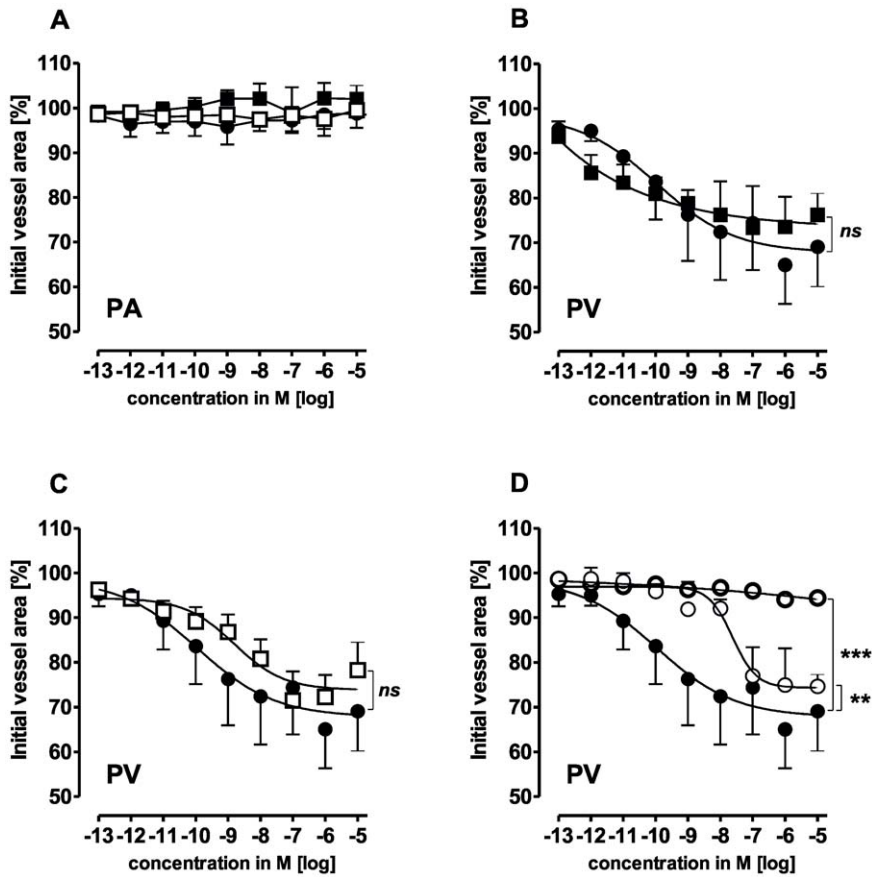 A
Initial vessel area [%]
110
100
90
80
70
60
50
PA
-13 -12 -11 -10 -9 -8 -7 -6 -5
concentration in M [log]
B
Initial vessel area [%]
110
100
90
80
70
60
50
ns
PV
-13 -12 -11 -10 -9 -8 -7 -6 -5
concentration in M [log]
C
Initial vessel area [%]
110
100
90
80
70
60
50
ns
PV
-13 -12 -11 -10 -9 -8 -7 -6 -5
concentration in M [log]
D
Initial vessel area [%]
110
100
90
80
70
60
50
***
**
PV
-13 -12 -11 -10 -9 -8 -7 -6 -5
concentration in M [log]